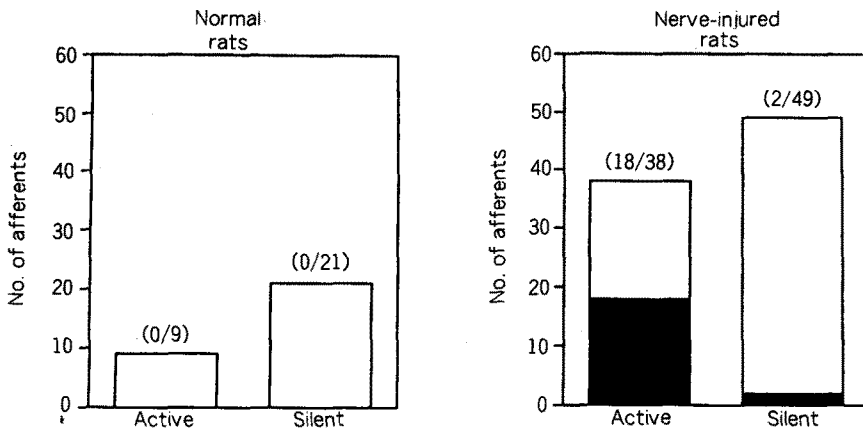 Normal
rats
60
50
40
30
20
10
0
No. of afferents
(0/9)
(0/21)
Active
Silent
Nerve-injured
rats
60
50
40
30
20
10
0
No. of afferents
(18/38)
(2/49)
Active
Silent